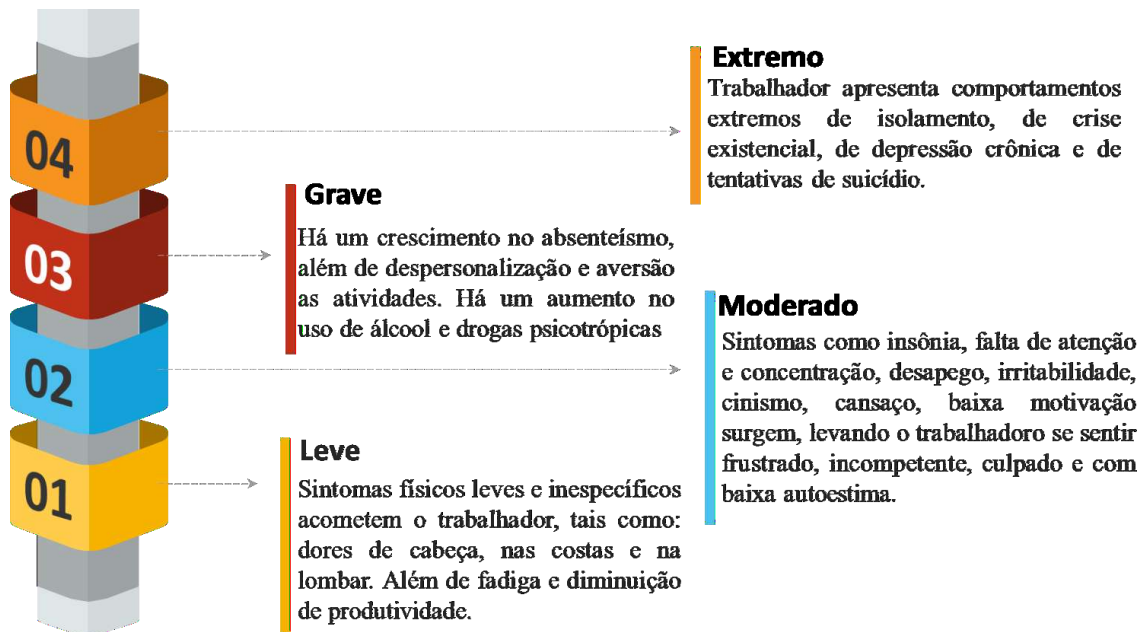 04
Extremo
Trabalhador apresenta comportamentos
extremos de isolamento, de crise
existencial, de depressão crônica e de
tentativas de suicídio.
03
Grave
Há um crescimento no absenteísmo,
além de despersonalização e aversão
as atividades. Há um aumento no
uso de álcool e drogas psicotrópicas
02
Moderado
Sintomas como insônia, falta de atenção
e concentração, desapego, irritabilidade,
cinismo, cansaço, baixa motivação
surgem, levando o trabalhadoro se sentir
frustrado, incompetente, culpado e com
baixa autoestima.
01
Leve
Sintomas físicos leves e inespecíficos
acometem o trabalhador, tais como:
dores de cabeça, nas costas e na
lombar. Além de fadiga e diminuição
de produtividade.